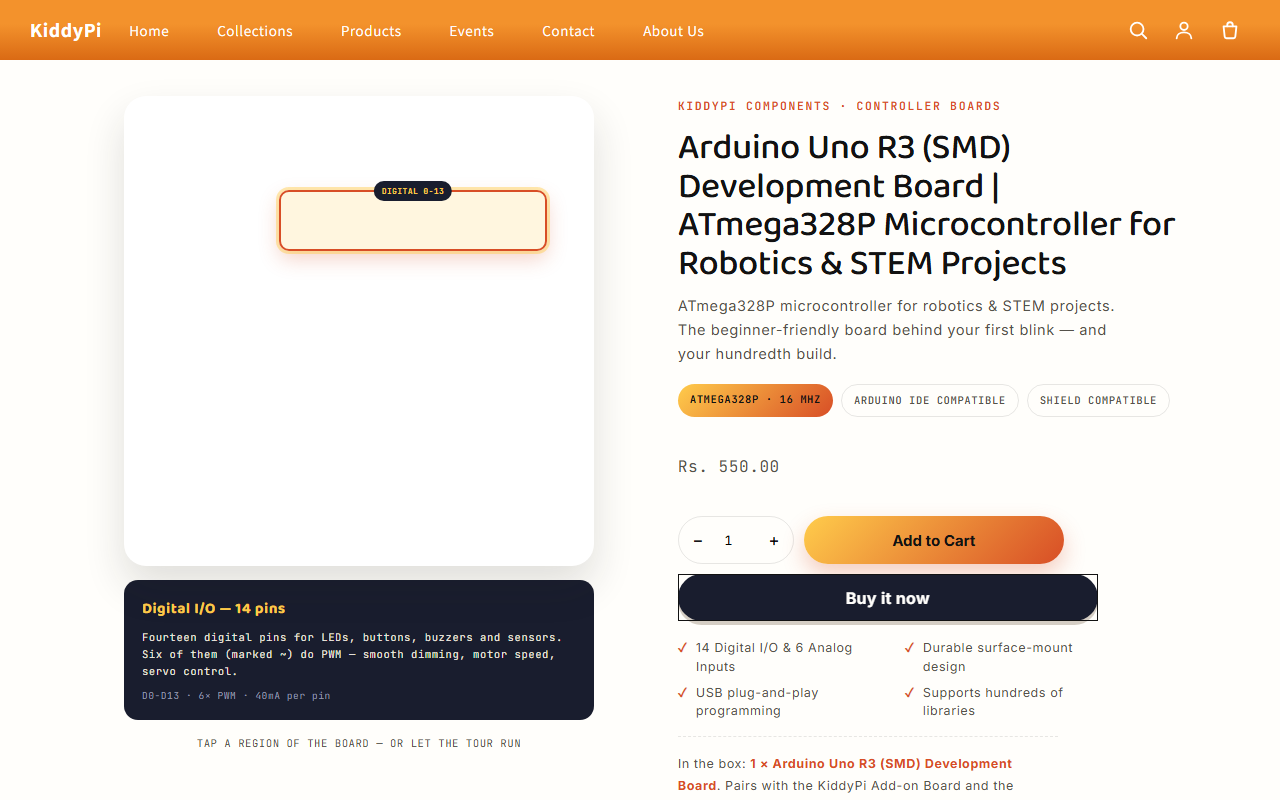 KiddyPi Home Collections Products Events Contact About Us
DIGITAL 0-13
Digital I/O — 14 pins
Fourteen digital pins for LEDs, buttons, buzzers and sensors.
Six of them (marked ~) do PWM — smooth dimming, motor speed,
servo control.
D0-D13 · 6× PWM · 40mA per pin
TAP A REGION OF THE BOARD — OR LET THE TOUR RUN
KIDDYPI COMPONENTS · CONTROLLER BOARDS
Arduino Uno R3 (SMD)
Development Board |
ATmega328P Microcontroller for
Robotics & STEM Projects
ATmega328P microcontroller for robotics & STEM projects.
The beginner-friendly board behind your first blink — and
your hundredth build.
ATMEGA328P · 16 MHZ ARDUINO IDE COMPATIBLE SHIELD COMPATIBLE
Rs. 550.00
− 1 + Add to Cart
Buy it now
✓ 14 Digital I/O & 6 Analog
Inputs
✓ Durable surface-mount
design
✓ USB plug-and-play
programming
✓ Supports hundreds of
libraries
In the box: 1 × Arduino Uno R3 (SMD) Development
Board. Pairs with the KiddyPi Add-on Board and the